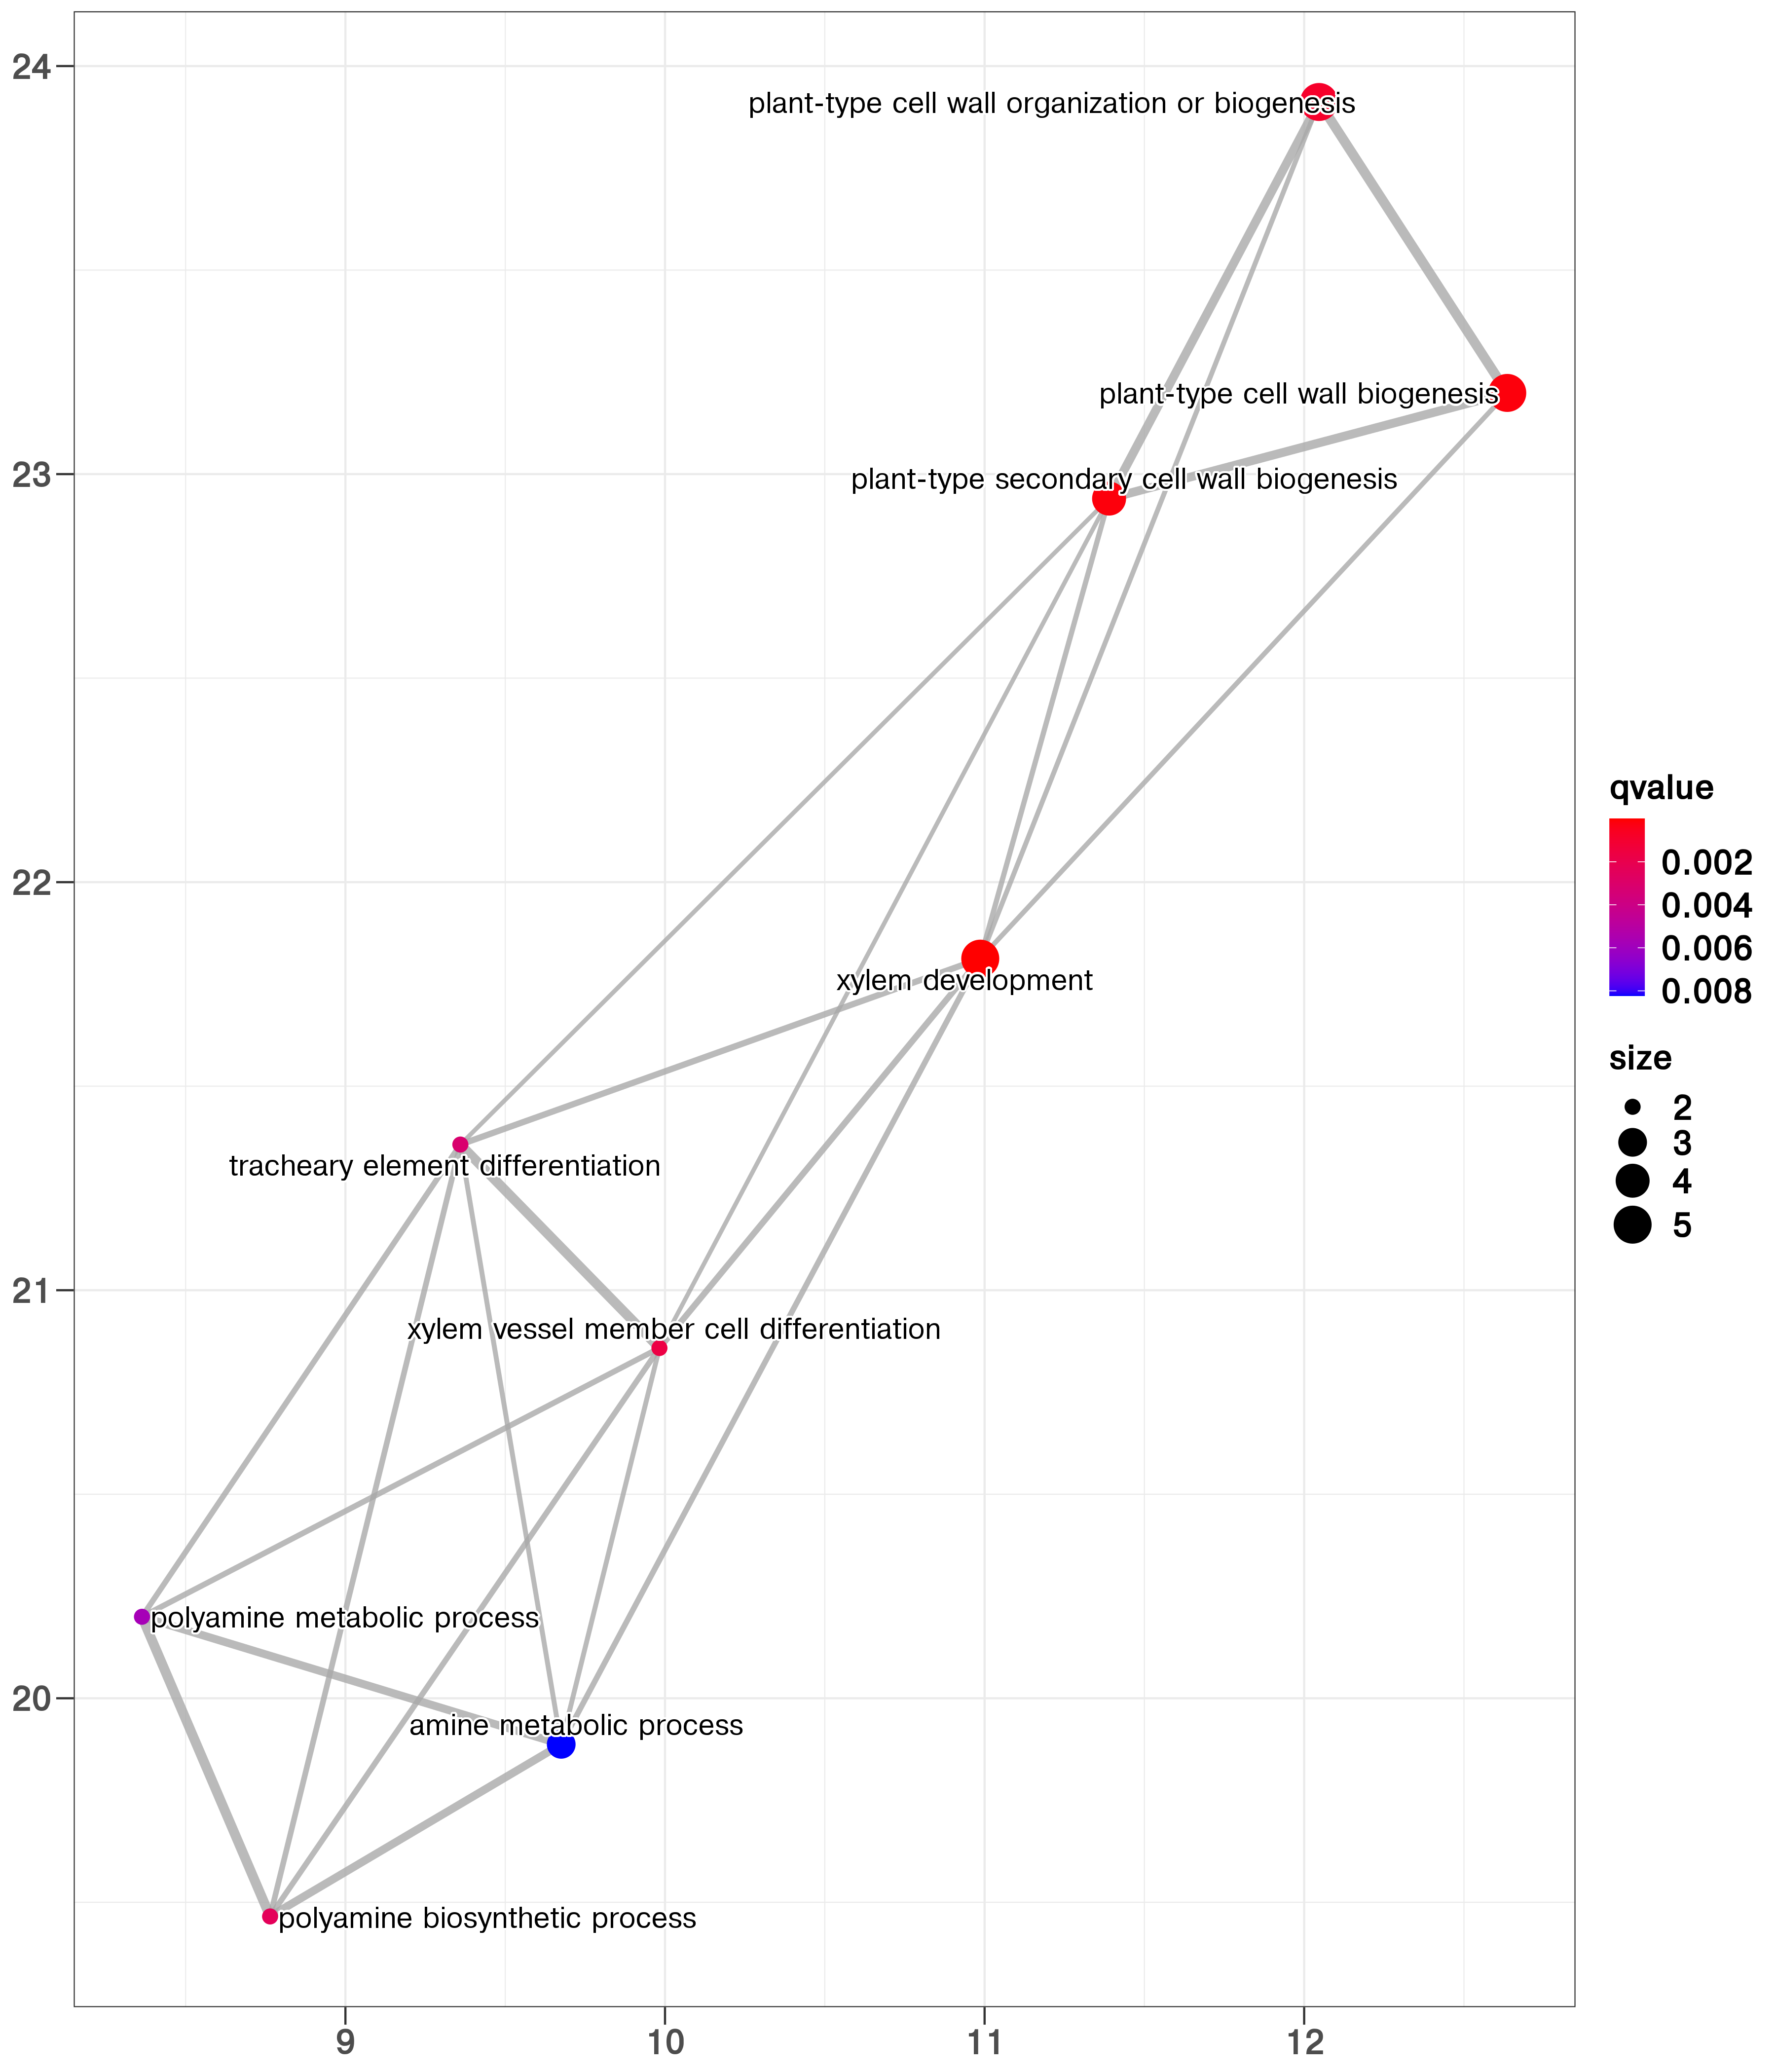 24
plant-type cell wall organization or biogenesis
plant-type cell wall biogenesis
23
plant-type secondary cell wall biogenesis
22
xylem development
tracheary element differentiation
21
xylem vessel member cell differentiation
polyamine metabolic process
20
amine metabolic process
polyamine biosynthetic process
9 10 11 12
qvalue
0.002
0.004
0.006
0.008
size
2
3
4
5